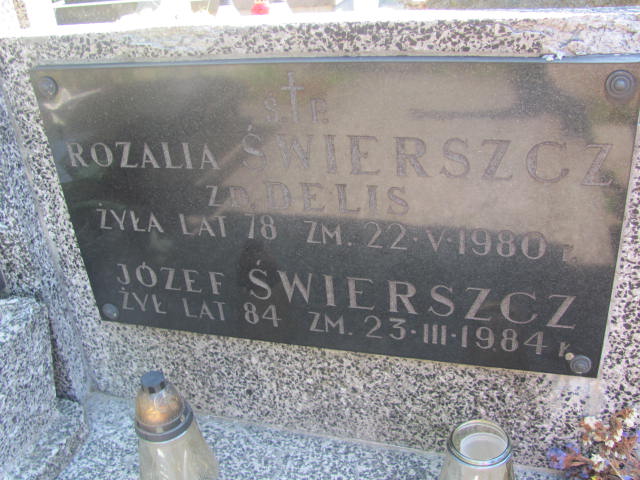 Ś P.
ROZALIA ŚWIERSZCZ
ZD. DELIS
ŻYŁA LAT 78 ZM. 22·V·1980 r.
JÓZEF ŚWIERSZCZ
ŻYŁ LAT 84 ZM. 23·III·1984 r.